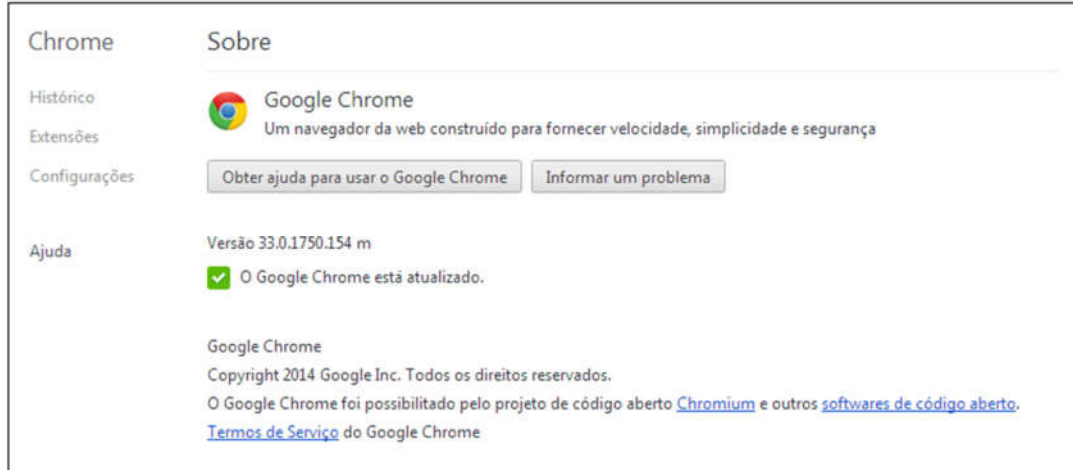 Chrome
Sobre
Histórico
Extensões
Configurações
Ajuda
Google Chrome
Um navegador da web construído para fornecer velocidade, simplicidade e segurança
Obter ajuda para usar o Google Chrome
Informar um problema
Versão 33.0.1750.154 m
O Google Chrome está atualizado.
Google Chrome
Copyright 2014 Google Inc. Todos os direitos reservados.
O Google Chrome foi possibilitado pelo projeto de código aberto Chromium e outros softwares de código aberto.
Termos de Serviço do Google Chrome